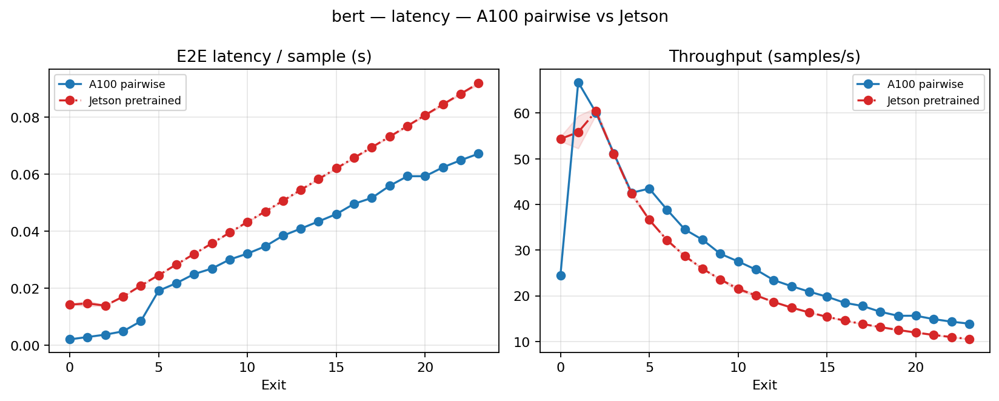 bert — latency — A100 pairwise vs Jetson
E2E latency / sample (s)
A100 pairwise
Jetson pretrained
0.08
0.06
0.04
0.02
0.00
0 5 10 15 20
Exit
Throughput (samples/s)
A100 pairwise
Jetson pretrained
60
50
40
30
20
10
0 5 10 15 20
Exit